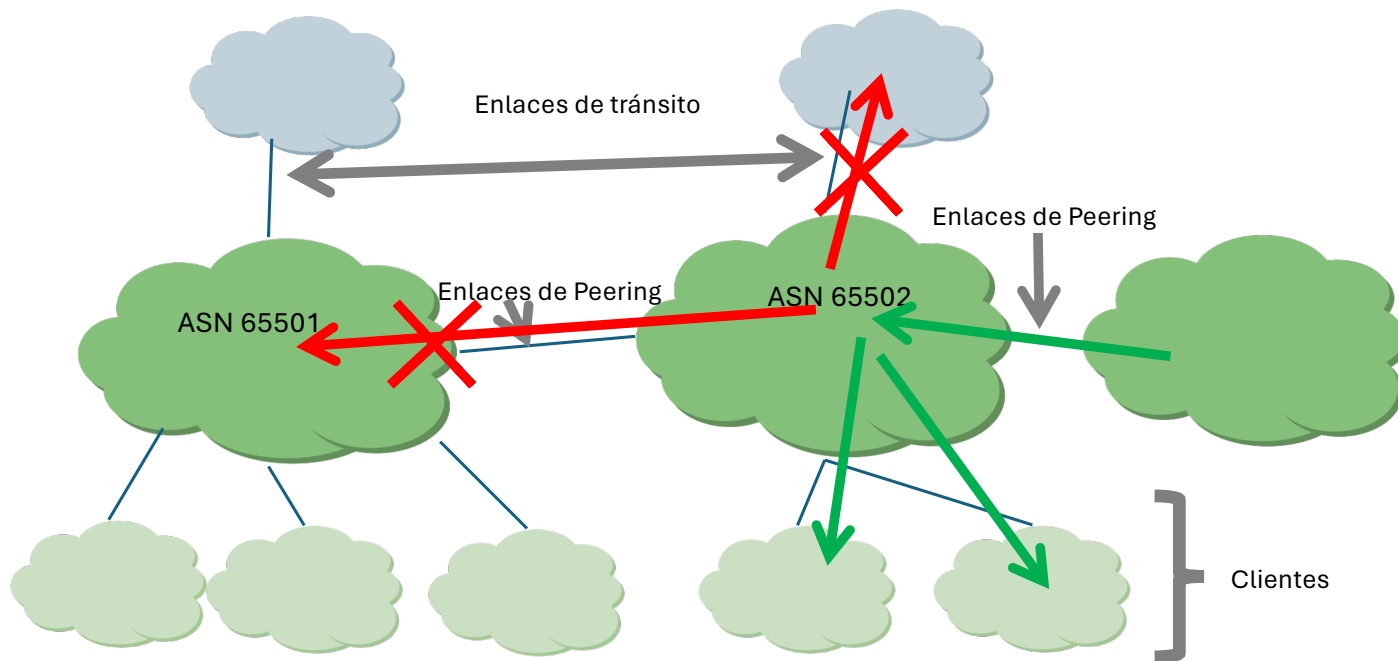 Enlaces de tránsito
Enlaces de Peering
Enlaces de Peering
ASN 65502
ASN 65501
Clientes